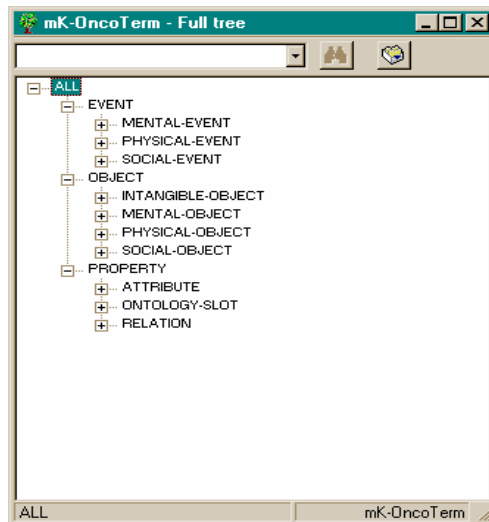 mK-OncoTerm - Full tree
ALL
EVENT
MENTAL-EVENT
PHYSICAL-EVENT
SOCIAL-EVENT
OBJECT
INTANGIBLE-OBJECT
MENTAL-OBJECT
PHYSICAL-OBJECT
SOCIAL-OBJECT
PROPERTY
ATTRIBUTE
ONTOLOGY-SLOT
RELATION
ALL mK-OncoTerm